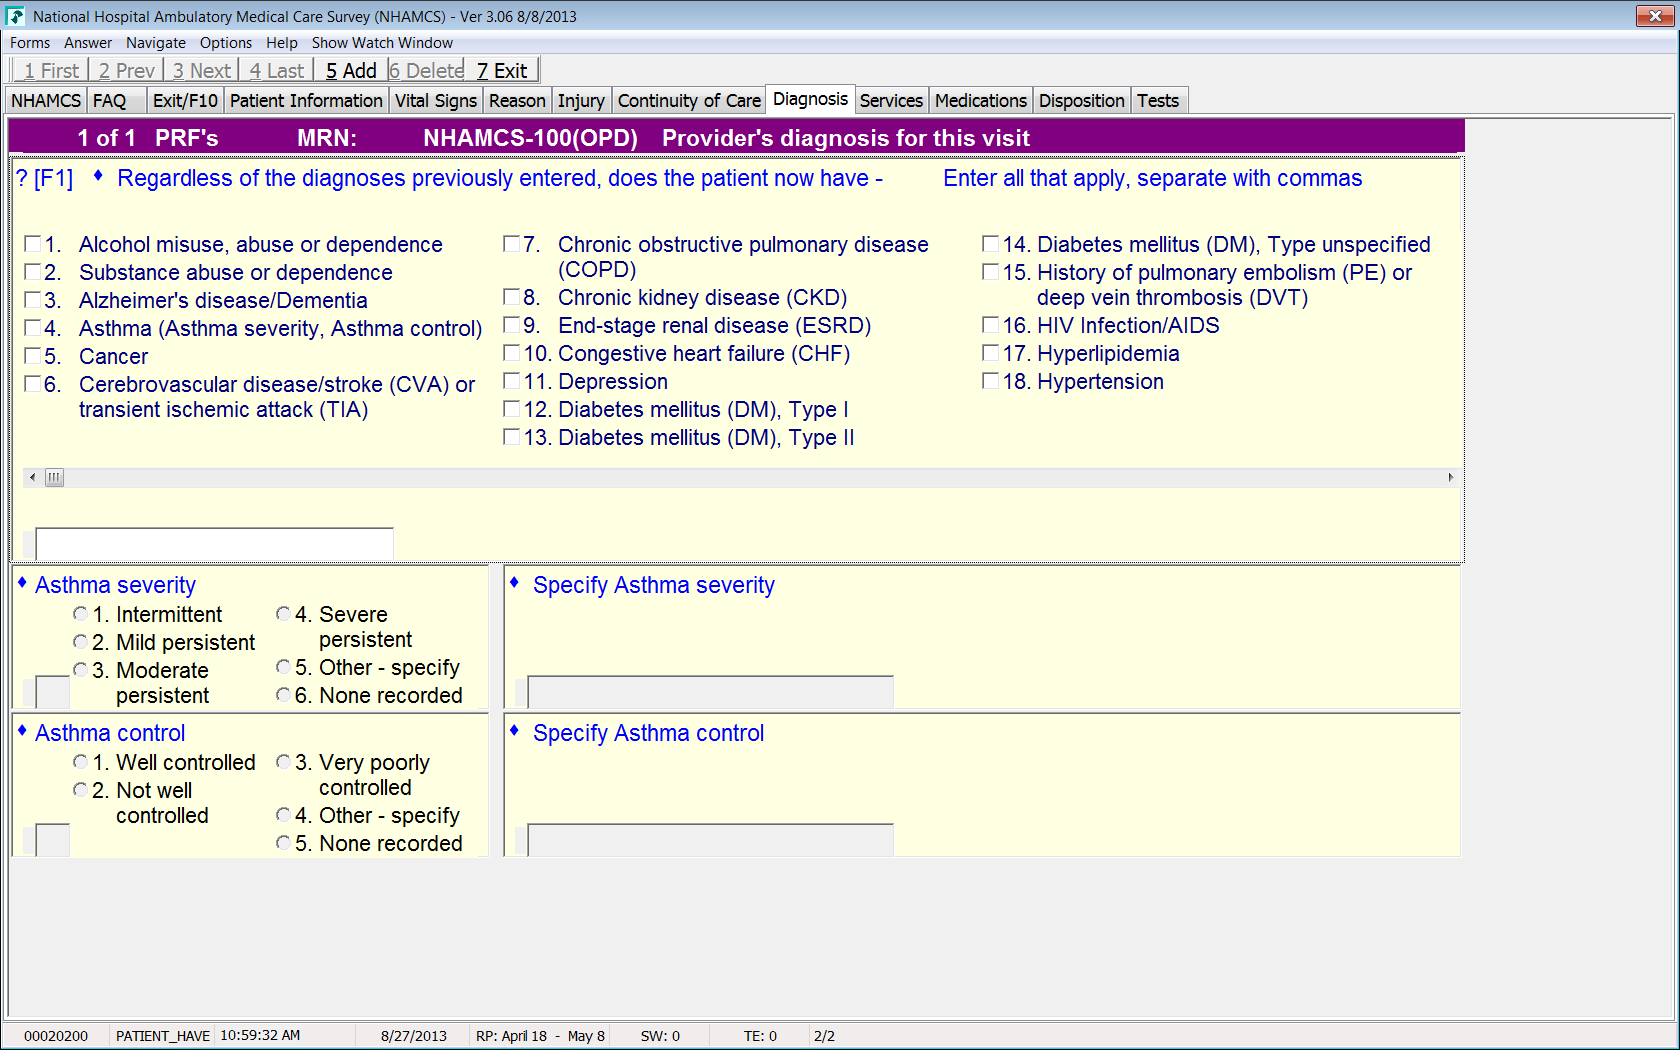 National Hospital Ambulatory Medical Care Survey (NHAMCS) - Ver 3.06 8/8/2013
Forms Answer Navigate Options Help Show Watch Window
1 First 2 Prev 3 Next 4 Last 5 Add 6 Delete 7 Exit
NHAMCS FAQ Exit/F10 Patient Information Vital Signs Reason Injury Continuity of Care Diagnosis Services Medications Disposition Tests
1 of 1 PRF's MRN: NHAMCS-100(OPD) Provider's diagnosis for this visit
? [F1] ♦ Regardless of the diagnoses previously entered, does the patient now have - Enter all that apply, separate with commas
1. Alcohol misuse, abuse or dependence
2. Substance abuse or dependence
3. Alzheimer's disease/Dementia
4. Asthma (Asthma severity, Asthma control)
5. Cancer
6. Cerebrovascular disease/stroke (CVA) or
transient ischemic attack (TIA)
7. Chronic obstructive pulmonary disease
(COPD)
8. Chronic kidney disease (CKD)
9. End-stage renal disease (ESRD)
10. Congestive heart failure (CHF)
11. Depression
12. Diabetes mellitus (DM), Type I
13. Diabetes mellitus (DM), Type II
14. Diabetes mellitus (DM), Type unspecified
15. History of pulmonary embolism (PE) or
deep vein thrombosis (DVT)
16. HIV Infection/AIDS
17. Hyperlipidemia
18. Hypertension
♦ Asthma severity
1. Intermittent
2. Mild persistent
3. Moderate
persistent
4. Severe
persistent
5. Other - specify
6. None recorded
♦ Specify Asthma severity
♦ Asthma control
1. Well controlled
2. Not well
controlled
3. Very poorly
controlled
4. Other - specify
5. None recorded
♦ Specify Asthma control
00020200 PATIENT_HAVE 10:59:32 AM 8/27/2013 RP: April 18 - May 8 SW: 0 TE: 0 2/2